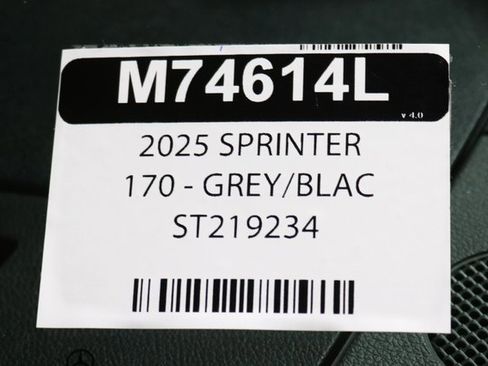 M74614L
v 4.0
2025 SPRINTER
170 - GREY/BLAC
ST219234